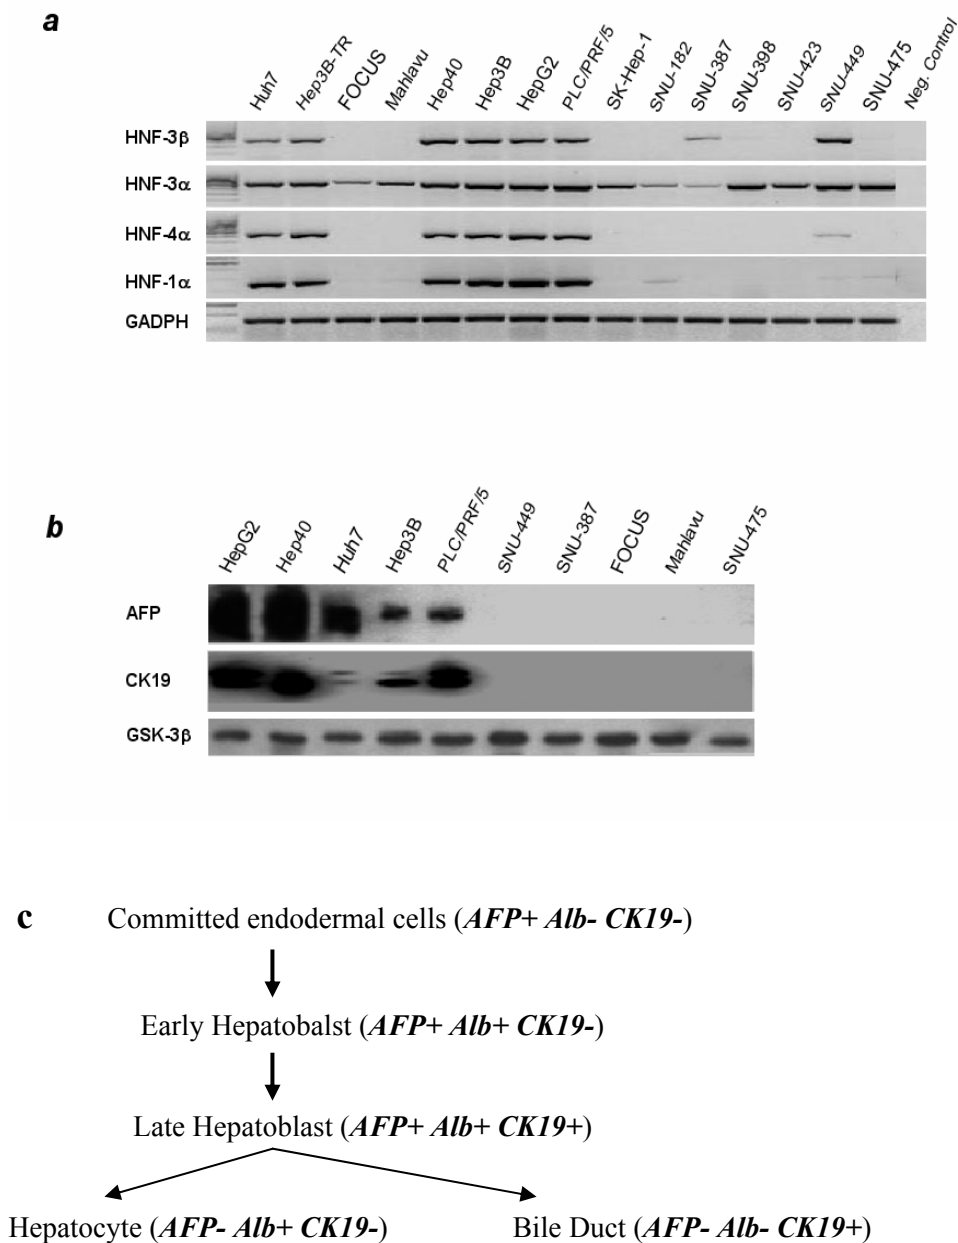 a
Huh7 Hep3B-TR FOCUS Mahlavu Hep40 Hep3B HepG2 PLC/PRF/5 SK-Hep-1 SNU-182 SNU-387 SNU-398 SNU-423 SNU-449 SNU-475 Neg. Control
HNF-3β
HNF-3α
HNF-4α
HNF-1α
GADPH
b
HepG2 Hep40 Huh7 Hep3B PLC/PRF/5 SNU-449 SNU-387 FOCUS Mahlavu SNU-475
AFP
CK19
GSK-3β
c Committed endodermal cells (AFP+ Alb- CK19-)
Early Hepatobalst (AFP+ Alb+ CK19-)
Late Hepatoblast (AFP+ Alb+ CK19+)
Hepatocyte (AFP- Alb+ CK19-) Bile Duct (AFP- Alb- CK19+)